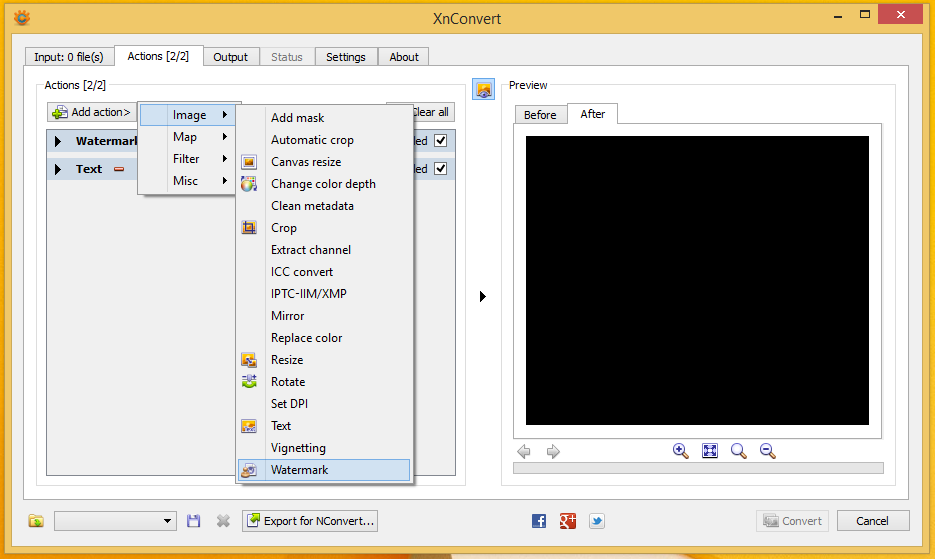 XnConvert
Input: 0 file(s) Actions [2/2] Output Status Settings About
Actions [2/2]
Add action> Clear all
Watermark
Text
Image
Map
Filter
Misc
Add mask
Automatic crop
Canvas resize
Change color depth
Clean metadata
Crop
Extract channel
ICC convert
IPTC-IIM/XMP
Mirror
Replace color
Resize
Rotate
Set DPI
Text
Vignetting
Watermark
Preview
Before After
Export for NConvert... Convert Cancel